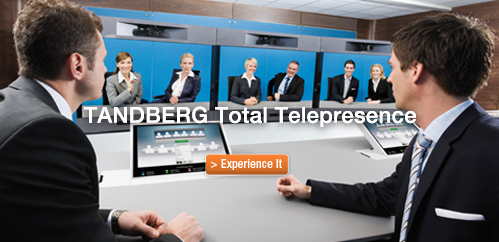 TANDBERG Total Telepresence
> Experience It